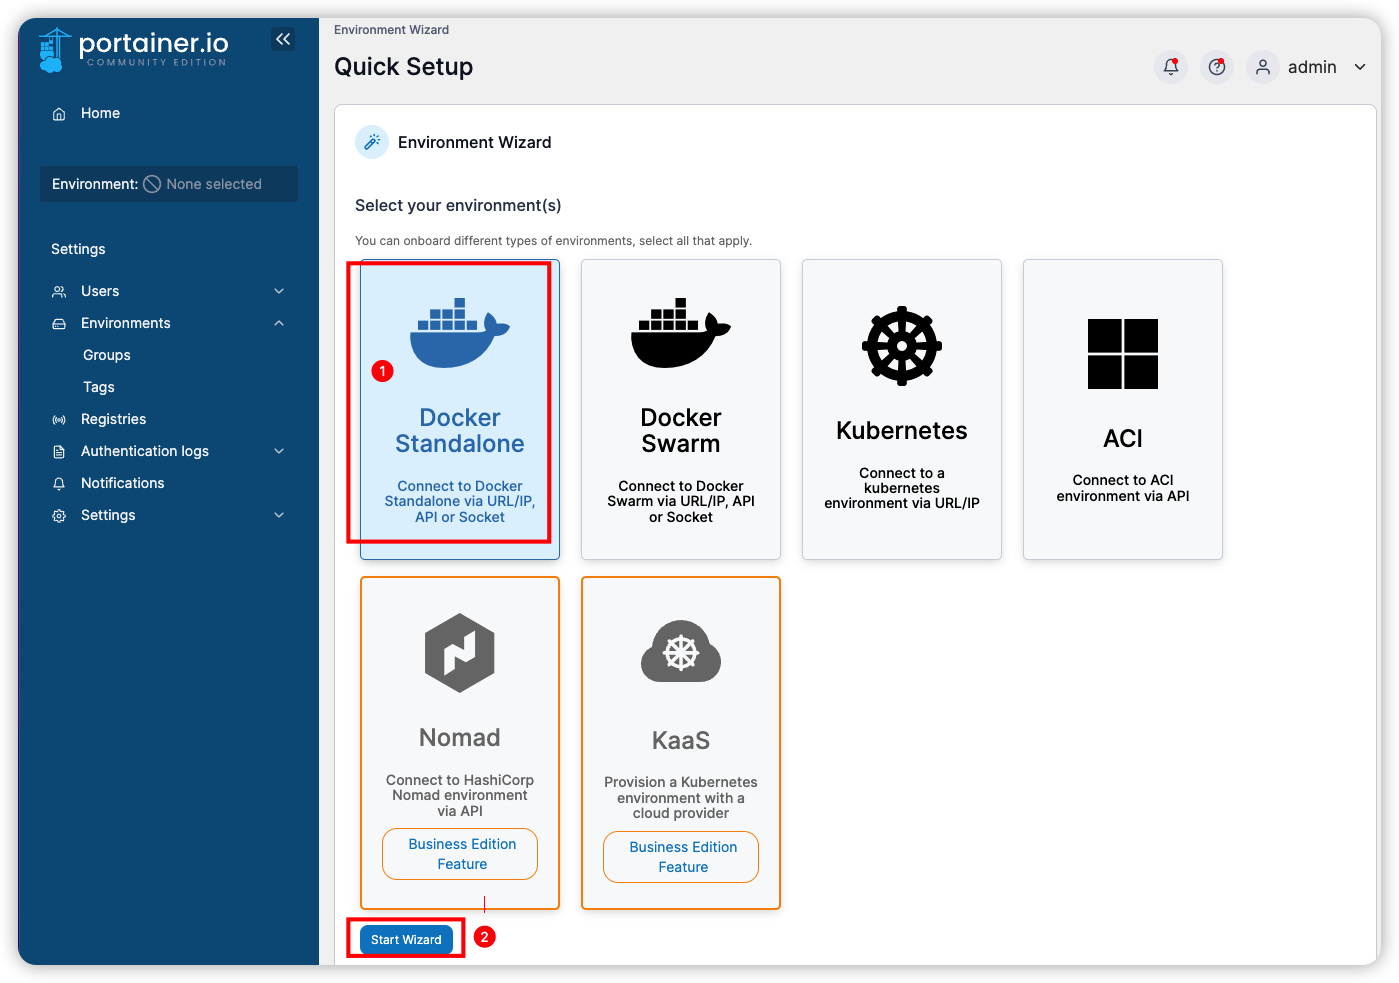 portainer.io
COMMUNITY EDITION
Home
Environment: None selected
Settings
Users
Environments
Groups
Tags
Registries
Authentication logs
Notifications
Settings
Environment Wizard
Quick Setup
admin
Environment Wizard
Select your environment(s)
You can onboard different types of environments, select all that apply.
1
Docker
Standalone
Connect to Docker
Standalone via URL/IP,
API or Socket
Docker
Swarm
Connect to Docker
Swarm via URL/IP, API
or Socket
Kubernetes
Connect to a
kubernetes
environment via URL/IP
ACI
Connect to ACI
environment via API
Nomad
Connect to HashiCorp
Nomad environment
via API
Business Edition
Feature
KaaS
Provision a Kubernetes
environment with a
cloud provider
Business Edition
Feature
Start Wizard
2